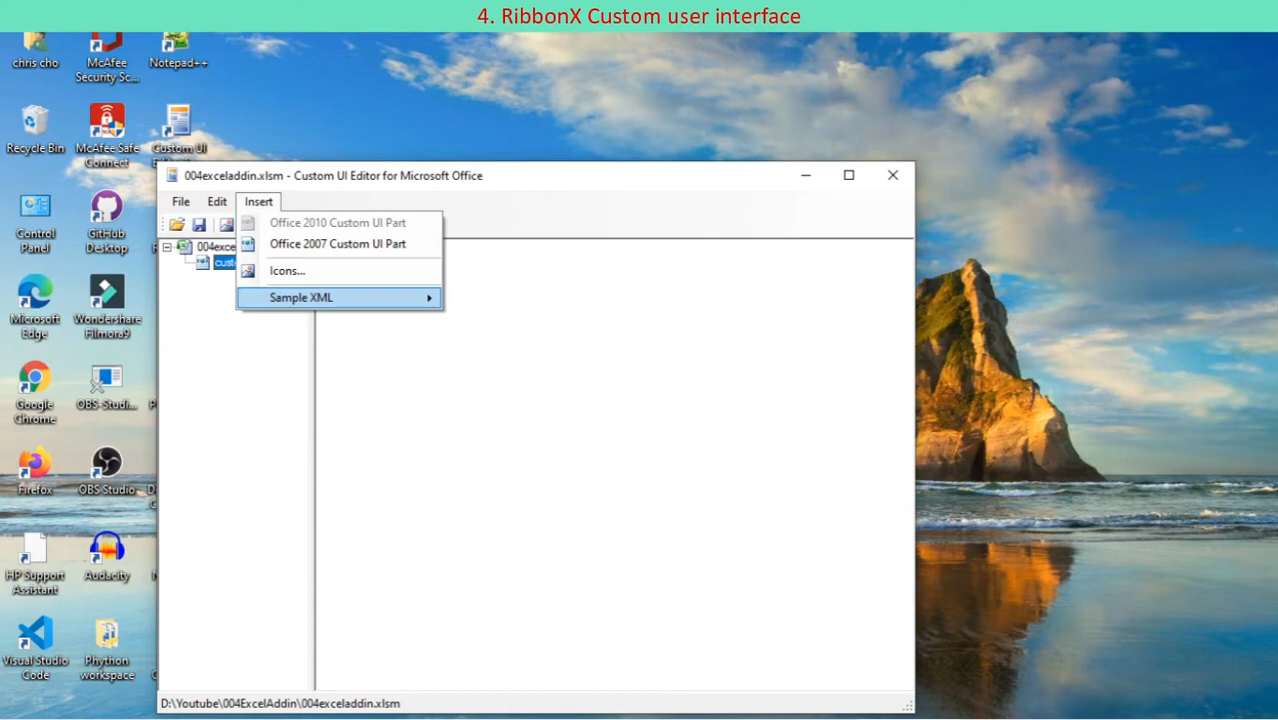 4. RibbonX Custom user interface
chris cho
McAfee
Security Sc...
Notepad++
Recycle Bin
McAfee Safe
Connect
Custom UI
Control
Panel
GitHub
Desktop
Microsoft
Edge
Wondershare
Filmora9
Google
Chrome
OBS-Studi...
Firefox
OBS Studio
HP Support
Assistant
Audacity
Visual Studio
Code
Phython
workspace
004exceladdin.xlsm - Custom UI Editor for Microsoft Office
File Edit Insert
Office 2010 Custom UI Part
Office 2007 Custom UI Part
Icons...
Sample XML
004exce
cust
D:\Youtube\004ExcelAddin\004exceladdin.xlsm